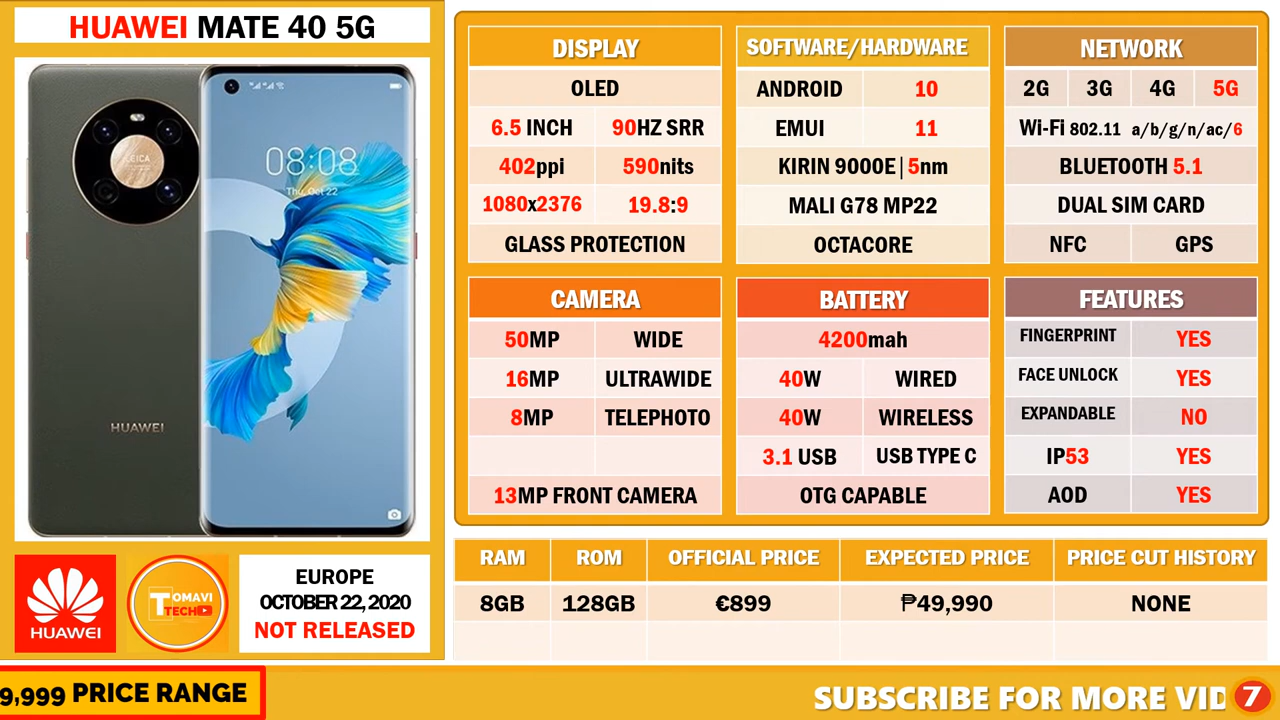 HUAWEI MATE 40 5G
LEICA
08:08
Thu, Oct 22
HUAWEI
HUAWEI
TOMAVI
TECH
EUROPE
OCTOBER 22, 2020
NOT RELEASED
DISPLAY
OLED
6.5 INCH 90HZ SRR
402ppi 590nits
1080x2376 19.8:9
GLASS PROTECTION
SOFTWARE/HARDWARE
ANDROID 10
EMUI 11
KIRIN 9000E|5nm
MALI G78 MP22
OCTACORE
NETWORK
2G 3G 4G 5G
Wi-Fi 802.11 a/b/g/n/ac/6
BLUETOOTH 5.1
DUAL SIM CARD
NFC GPS
CAMERA
50MP WIDE
16MP ULTRAWIDE
8MP TELEPHOTO
13MP FRONT CAMERA
BATTERY
4200mah
40W WIRED
40W WIRELESS
3.1 USB USB TYPE C
OTG CAPABLE
FEATURES
FINGERPRINT YES
FACE UNLOCK YES
EXPANDABLE NO
IP53 YES
AOD YES
RAM ROM OFFICIAL PRICE EXPECTED PRICE PRICE CUT HISTORY
8GB 128GB €899 ₱49,990 NONE
9,999 PRICE RANGE
SUBSCRIBE FOR MORE VID 7